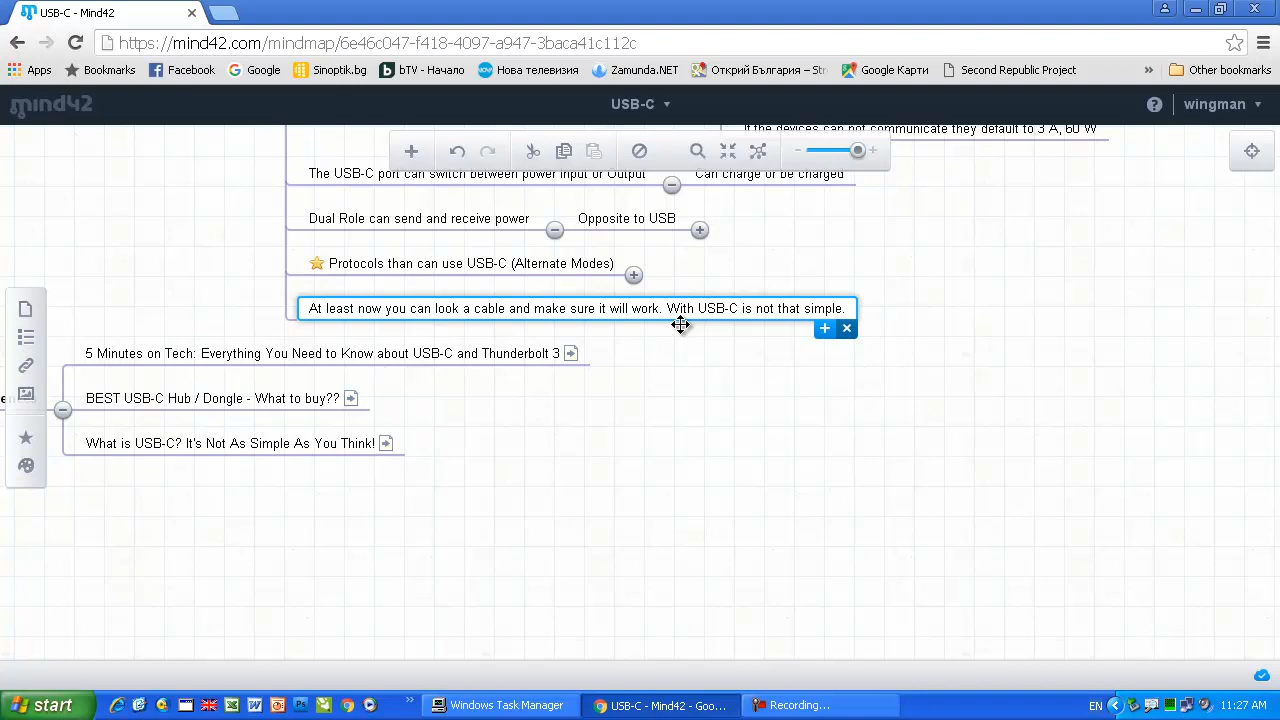 USB-C - Mind42
https://mind42.com/mindmap/6e46c047-f418-4097-a947-3baea41c112c
Apps
Bookmarks
Facebook
Google
Sinoptik.bg
bTV - Начало
Нова телевизия
Zamunda.NET
Google Карти
Second Republic Project
»
Other bookmarks
mind42
USB-C
wingman
If the devices can not communicate they default to 3 A, 60 W
The USB-C port can switch between power Input or Output
Can charge or be charged
Dual Role can send and receive power
Opposite to USB
Protocols than can use USB-C (Alternate Modes)
At least now you can look a cable and make sure it will work. With USB-C is not that simple.
5 Minutes on Tech: Everything You Need to Know about USB-C and Thunderbolt 3
BEST USB-C Hub / Dongle - What to buy??
What is USB-C? It's Not As Simple As You Think!
start
Windows Task Manager
USB-C - Mind42 - Goo...
Recording...
EN
11:27 AM